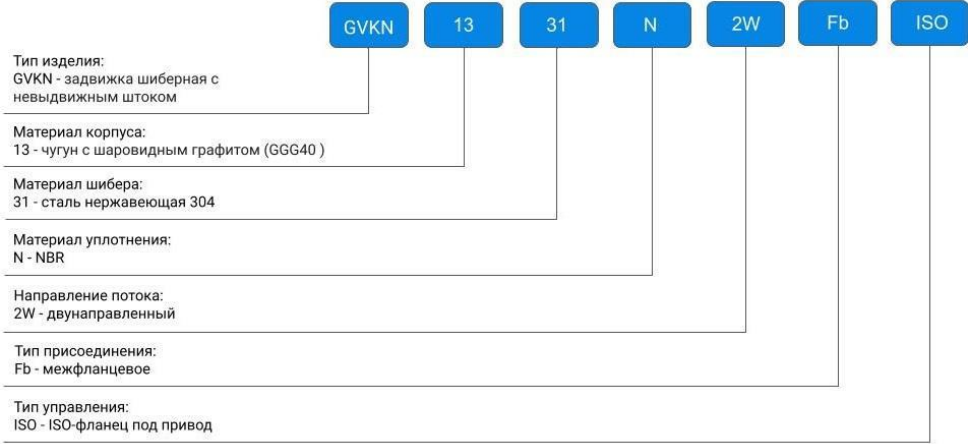 GVKN 13 31 N 2W Fb ISO
Тип изделия:
GVKN - задвижка шиберная с
невыдвижным штоком
Материал корпуса:
13 - чугун с шаровидным графитом (GGG40 )
Материал шибера:
31 - сталь нержавеющая 304
Материал уплотнения:
N - NBR
Направление потока:
2W - двунаправленный
Тип присоединения:
Fb - межфланцевое
Тип управления:
ISO - ISO-фланец под привод